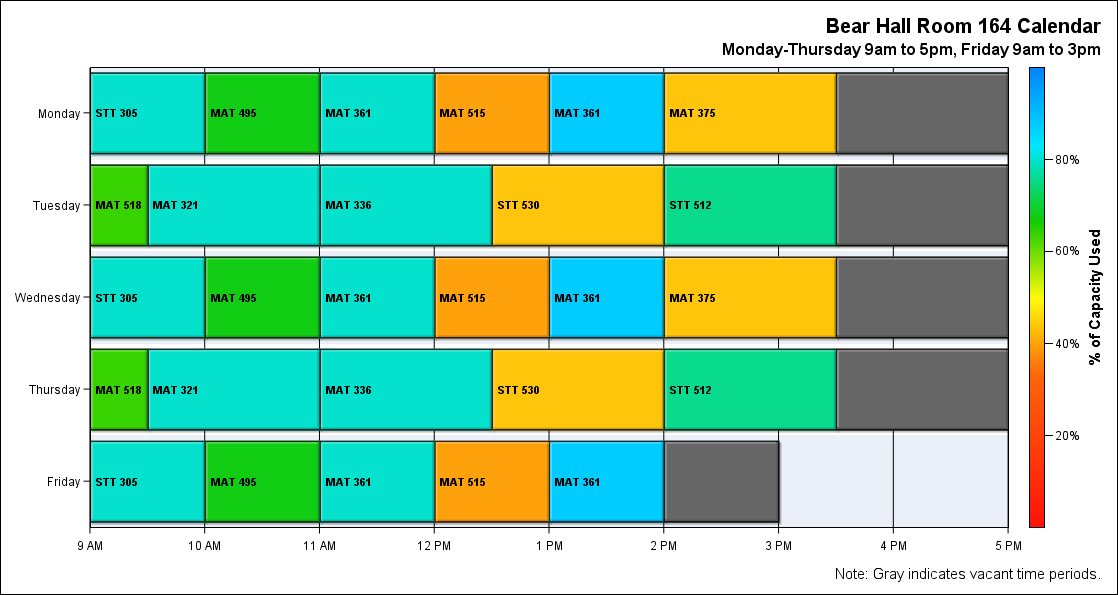 Bear Hall Room 164 Calendar
Monday-Thursday 9am to 5pm, Friday 9am to 3pm
Monday STT 305 MAT 495 MAT 361 MAT 515 MAT 361 MAT 375
Tuesday MAT 518 MAT 321 MAT 336 STT 530 STT 512
Wednesday STT 305 MAT 495 MAT 361 MAT 515 MAT 361 MAT 375
Thursday MAT 518 MAT 321 MAT 336 STT 530 STT 512
Friday STT 305 MAT 495 MAT 361 MAT 515 MAT 361
9 AM 10 AM 11 AM 12 PM 1 PM 2 PM 3 PM 4 PM 5 PM
80%
60%
40%
20%
% of Capacity Used
Note: Gray indicates vacant time periods.